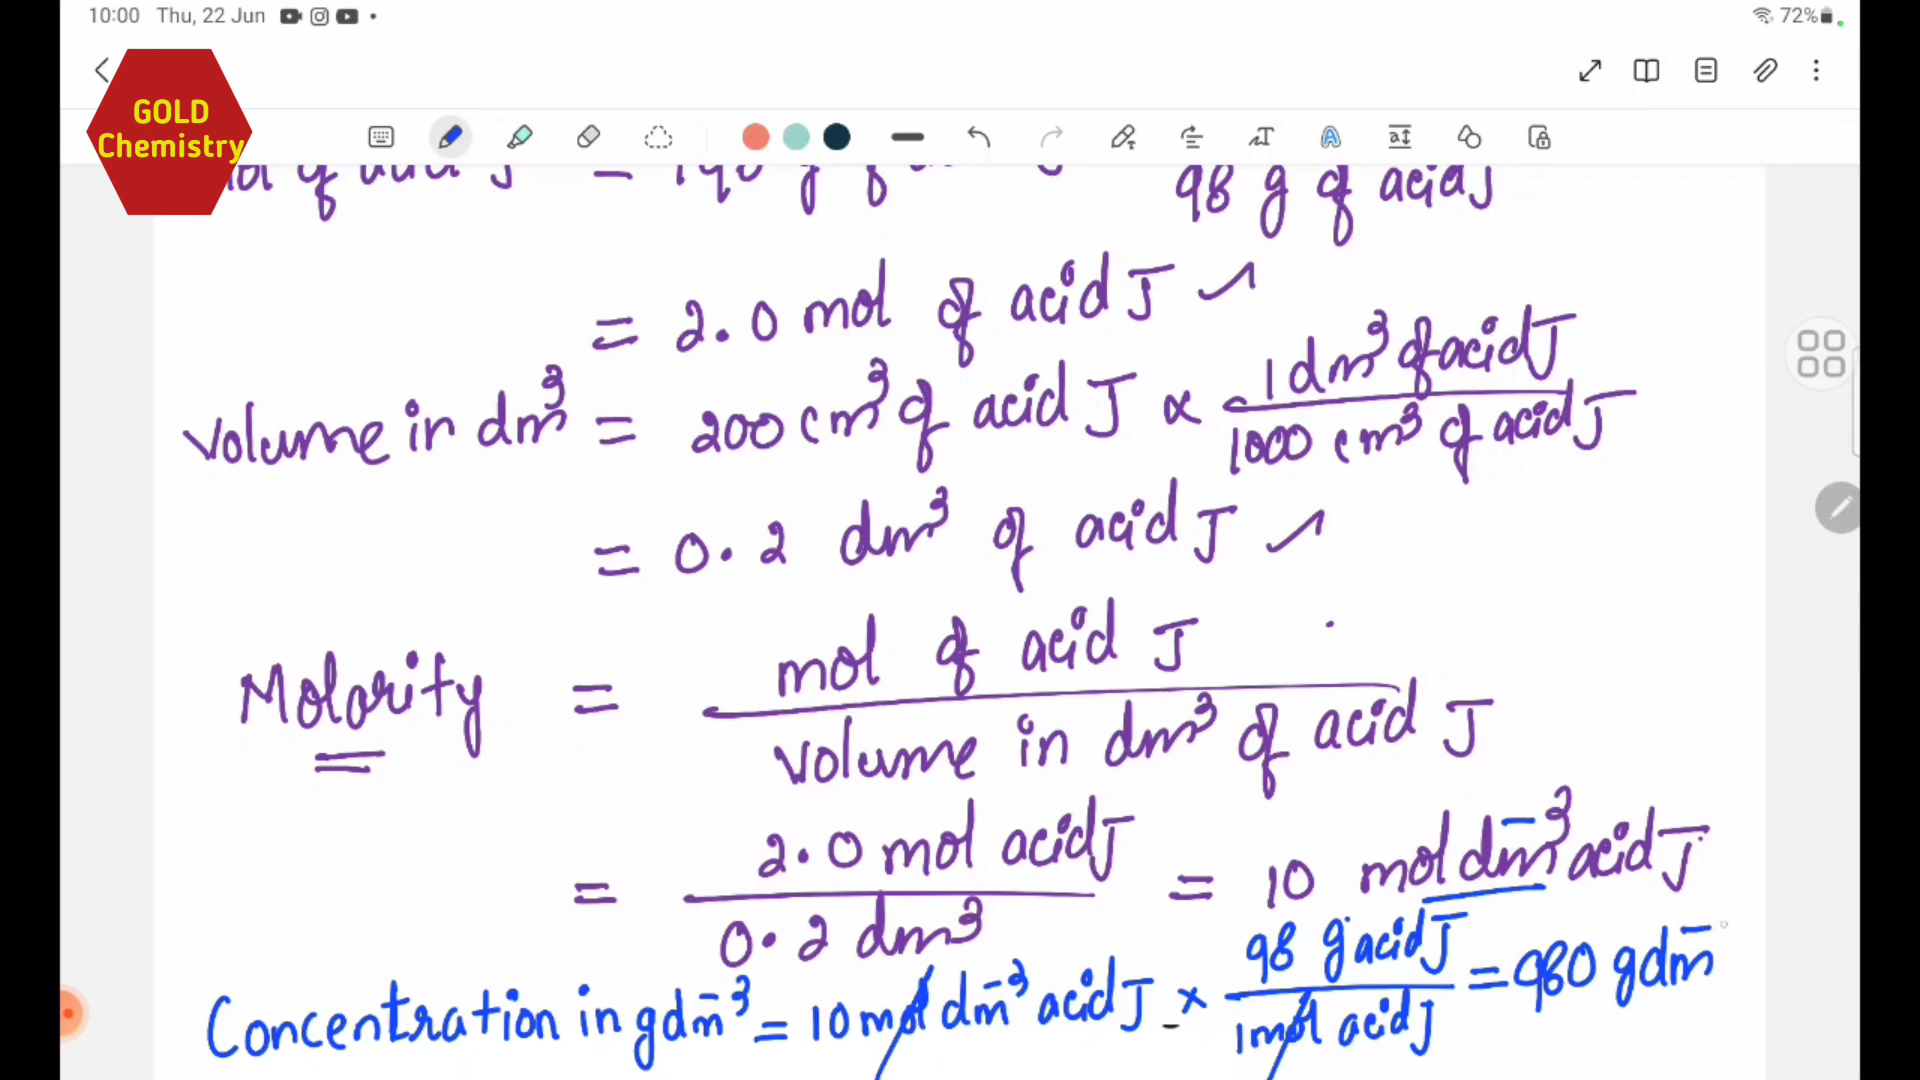 10:00 Thu, 22 Jun
72%
GOLD
Chemistry
98 g of acid J
= 2.0 mol of acid J
Volume in dm³ = 200 cm³ of acid J × 1 dm³ of acid J
1000 cm³ of acid J
= 0.2 dm³ of acid J
Molarity = mol of acid J
Volume in dm³ of acid J
= 2.0 mol acid J
0.2 dm³
= 10 mol dm⁻³ acid J
Concentration in gdm⁻³ = 10 mol dm⁻³ acid J × 98 g acid J
1 mol acid J
= 980 gdm⁻